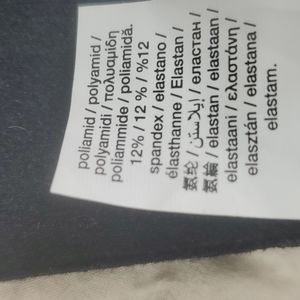 poliamid / polyamid /
polyamidi / πολυαμίδη /
poliammide / poliamidă.
12% / 12 % / %12
spandex / elastano /
élasthanne / Elastan /
氨纶 / إيلاستين / еластан /
氨綸 / elastan / elastaan /
elastaani / ελαστάνη /
elasztán / elastana /
elastam.